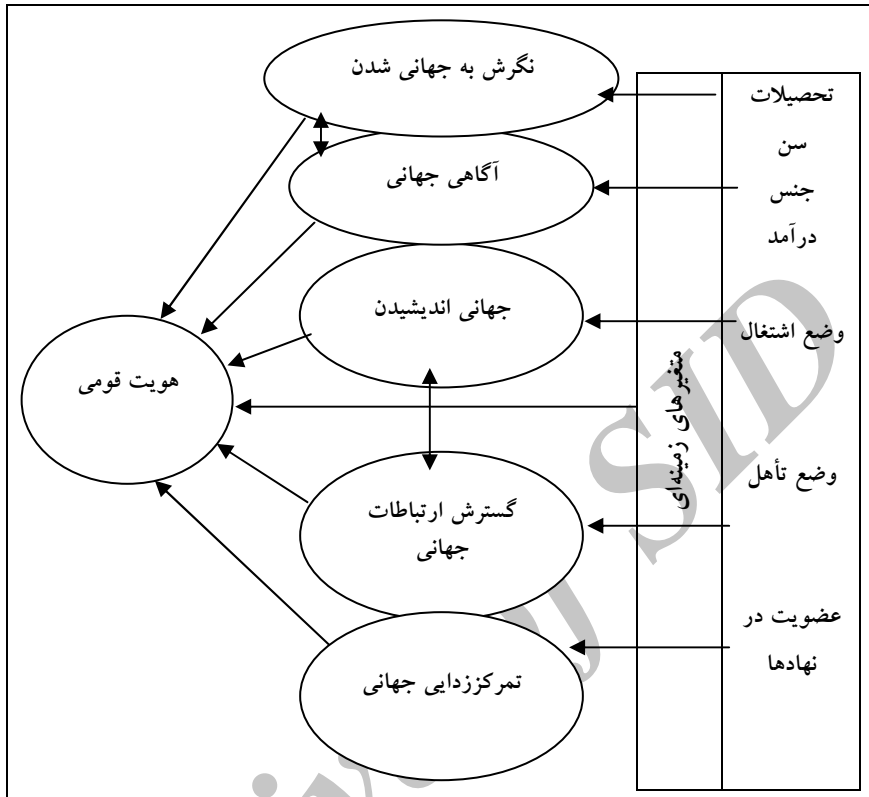 نگرش به جهانی شدن
آگاهی جهانی
جهانی اندیشیدن
هویت قومی
گسترش ارتباطات
جهانی
تمرکززدایی جهانی
متغیرهای زمینه‌ای
تحصیلات
سن
جنس
درآمد
وضع اشتغال
وضع تأهل
عضویت در
نهادها
SID